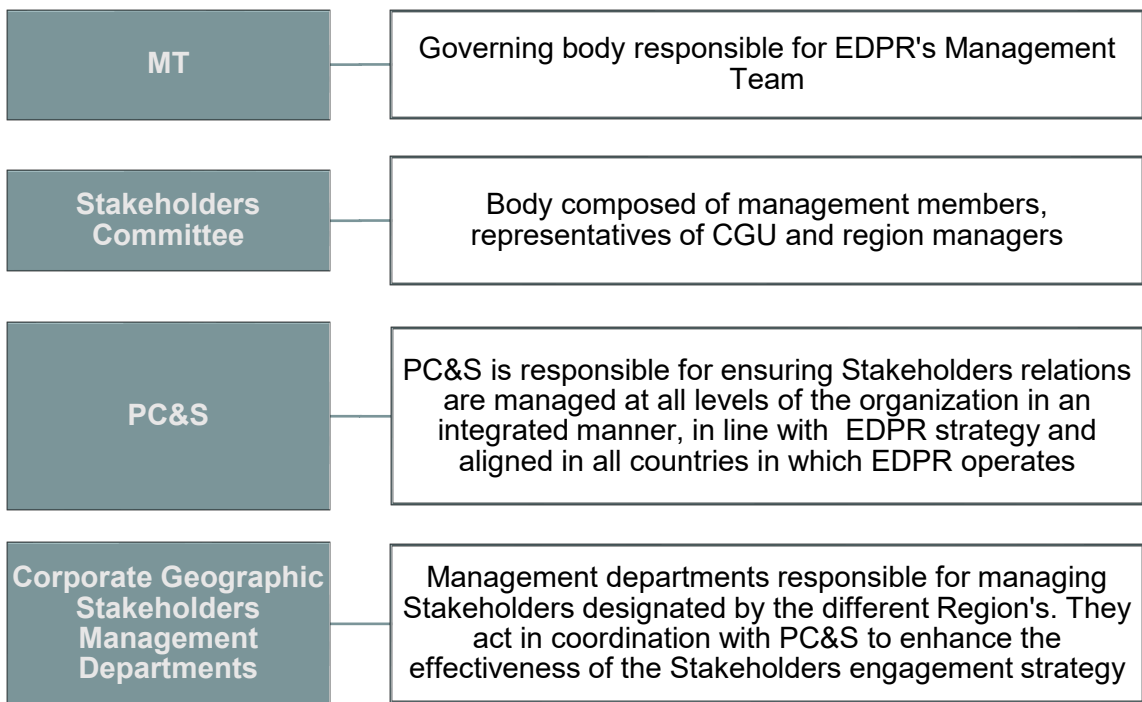 MT
Governing body responsible for EDPR's Management
Team
Stakeholders
Committee
Body composed of management members,
representatives of CGU and region managers
PC&S
PC&S is responsible for ensuring Stakeholders relations
are managed at all levels of the organization in an
integrated manner, in line with  EDPR strategy and
aligned in all countries in which EDPR operates
Corporate Geographic
Stakeholders
Management
Departments
Management departments responsible for managing
Stakeholders designated by the different Region's. They
act in coordination with PC&S to enhance the
effectiveness of the Stakeholders engagement strategy